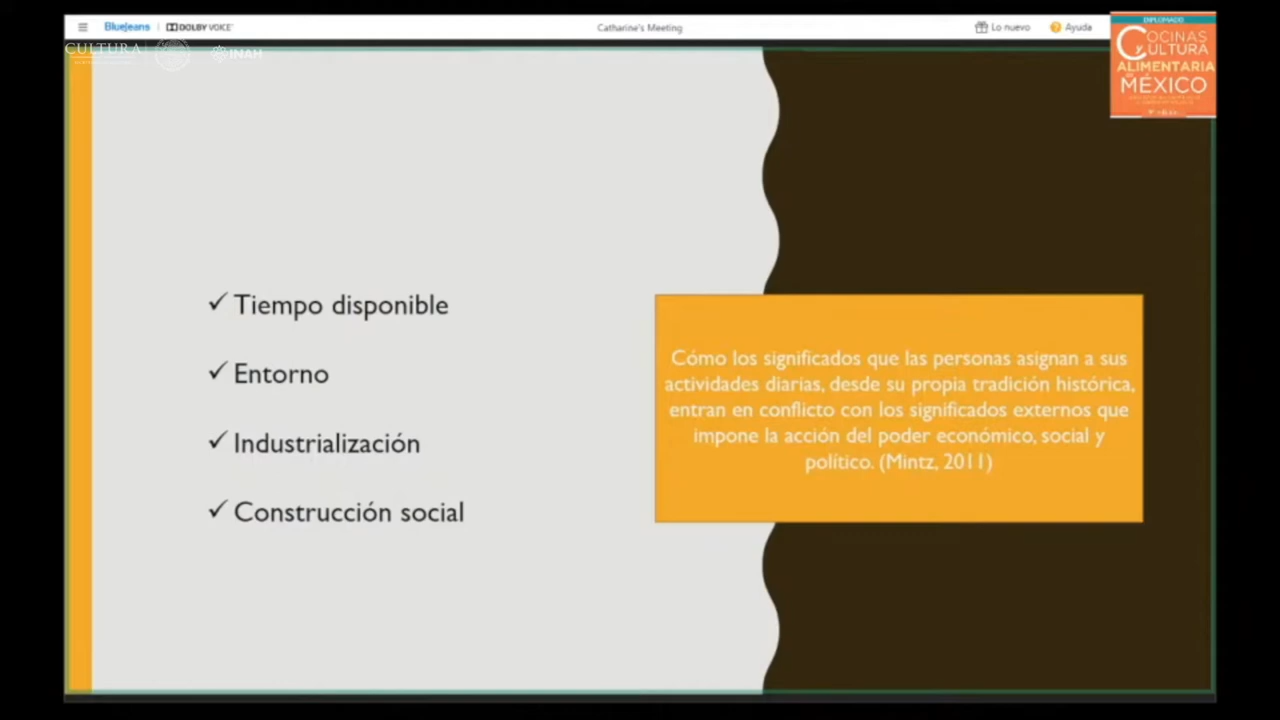 BlueJeans
DOLBY VOICE
Catharine's Meeting
Lo nuevo
Ayuda
CULTURA
INAH
DIPLOMADO
COCINAS
y CULTURA
ALIMENTARIA
MÉXICO
✓ Tiempo disponible
✓ Entorno
✓ Industrialización
✓ Construcción social
Cómo los significados que las personas asignan a sus
actividades diarias, desde su propia tradición histórica,
entran en conflicto con los significados externos que
impone la acción del poder económico, social y
político. (Mintz, 2011)